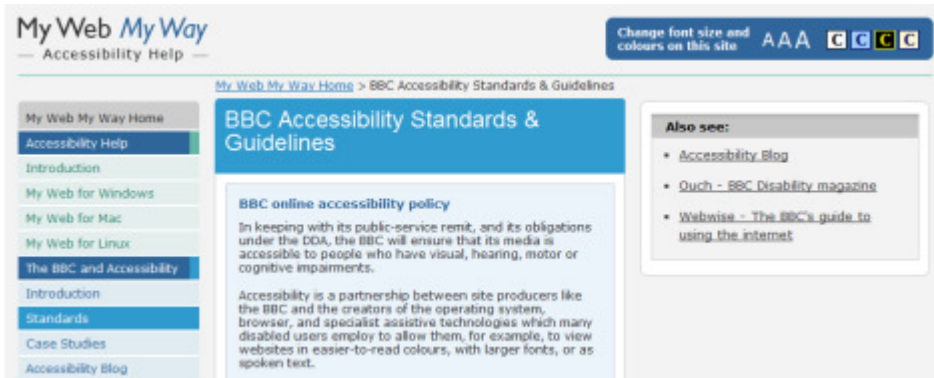 My Web My Way
Accessibility Help
Change font size and
colours on this site
A A A
C C C C
My Web My Way Home > BBC Accessibility Standards & Guidelines
My Web My Way Home
Accessibility Help
Introduction
My Web for Windows
My Web for Mac
My Web for Linux
The BBC and Accessibility
Introduction
Standards
Case Studies
Accessibility Blog
BBC Accessibility Standards &
Guidelines
BBC online accessibility policy
In keeping with its public-service remit, and its obligations
under the DDA, the BBC will ensure that its media is
accessible to people who have visual, hearing, motor or
cognitive impairments.
Accessibility is a partnership between site producers like
the BBC and the creators of the operating system,
browser, and specialist assistive technologies which many
disabled users employ to allow them, for example, to view
websites in easier-to-read colours, with larger fonts, or as
spoken text.
Also see:
• Accessibility Blog
• Ouch - BBC Disability magazine
• Webwise - The BBC's guide to
using the internet